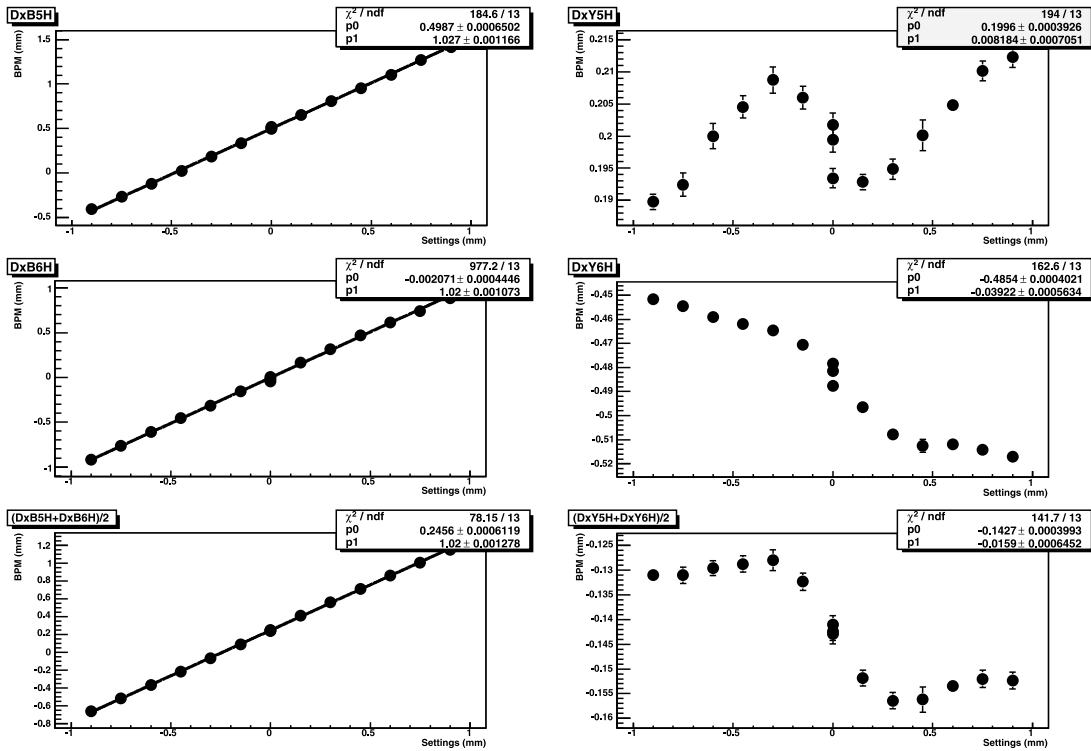 DxB5H
χ² / ndf 184.6 / 13
p0 0.4987 ± 0.0006502
p1 1.027 ± 0.001166
BPM (mm)
1.5
1
0.5
0
-0.5
-1 -0.5 0 0.5 1
Settings (mm)
DxY5H
χ² / ndf 194 / 13
p0 0.1996 ± 0.0003926
p1 0.008184 ± 0.0007051
BPM (mm)
0.215
0.21
0.205
0.2
0.195
0.19
-1 -0.5 0 0.5 1
Settings (mm)
DxB6H
χ² / ndf 977.2 / 13
p0 -0.002071 ± 0.0004446
p1 1.02 ± 0.001073
BPM (mm)
1
0.5
0
-0.5
-1
-1 -0.5 0 0.5 1
Settings (mm)
DxY6H
χ² / ndf 162.6 / 13
p0 -0.4854 ± 0.0004021
p1 -0.03922 ± 0.0005634
BPM (mm)
-0.45
-0.46
-0.47
-0.48
-0.49
-0.5
-0.51
-0.52
-1 -0.5 0 0.5 1
Settings (mm)
(DxB5H+DxB6H)/2
χ² / ndf 78.15 / 13
p0 0.2456 ± 0.0006119
p1 1.02 ± 0.001278
BPM (mm)
1.2
1
0.8
0.6
0.4
0.2
0
-0.2
-0.4
-0.6
-0.8
-1 -0.5 0 0.5 1
Settings (mm)
(DxY5H+DxY6H)/2
χ² / ndf 141.7 / 13
p0 -0.1427 ± 0.0003993
p1 -0.0159 ± 0.0006452
BPM (mm)
-0.125
-0.13
-0.135
-0.14
-0.145
-0.15
-0.155
-0.16
-1 -0.5 0 0.5 1
Settings (mm)